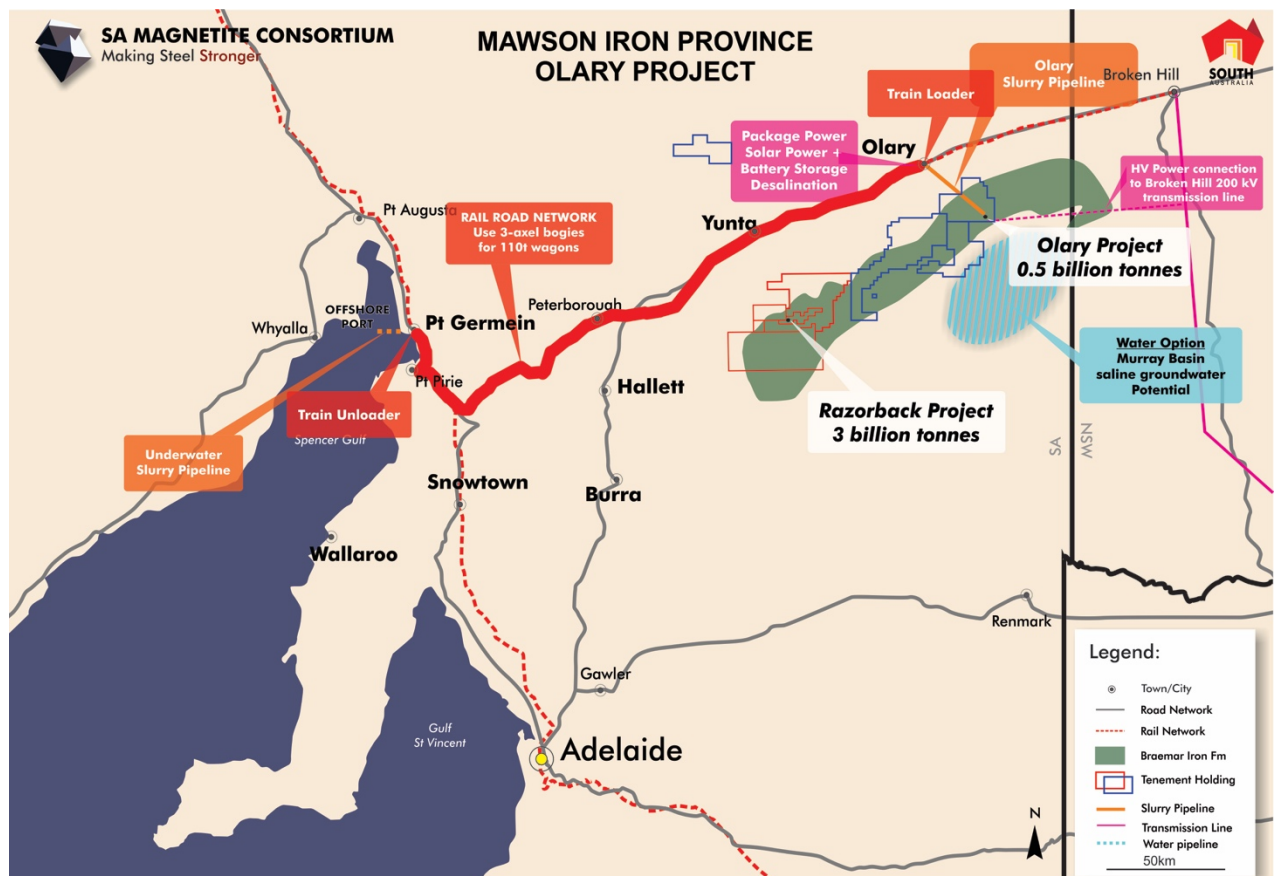 SA MAGNETITE CONSORTIUM
Making Steel Stronger
MAWSON IRON PROVINCE
OLARY PROJECT
SOUTH
AUSTRALIA
Olary
Slurry Pipeline
Broken Hill
Train Loader
Package Power
Solar Power +
Battery Storage
Desalination
Olary
HV Power connection
to Broken Hill 200 kV
transmission line
Pt Augusta
RAIL ROAD NETWORK
Use 3-axel bogies
for 110t wagons
Yunta
Olary Project
0.5 billion tonnes
Peterborough
OFFSHORE
PORT
Pt Germein
Whyalla
Pt Pirie
Water Option
Murray Basin
saline groundwater
Potential
Hallett
Train Unloader
Razorback Project
3 billion tonnes
Spencer Gulf
Underwater
Slurry Pipeline
SA
NSW
Snowtown
Burra
Wallaroo
Renmark
Gawler
Gulf
St Vincent
Adelaide
Legend:
Town/City
Road Network
Rail Network
Braemar Iron Fm
Tenement Holding
Slurry Pipeline
Transmission Line
Water pipeline
50km
N